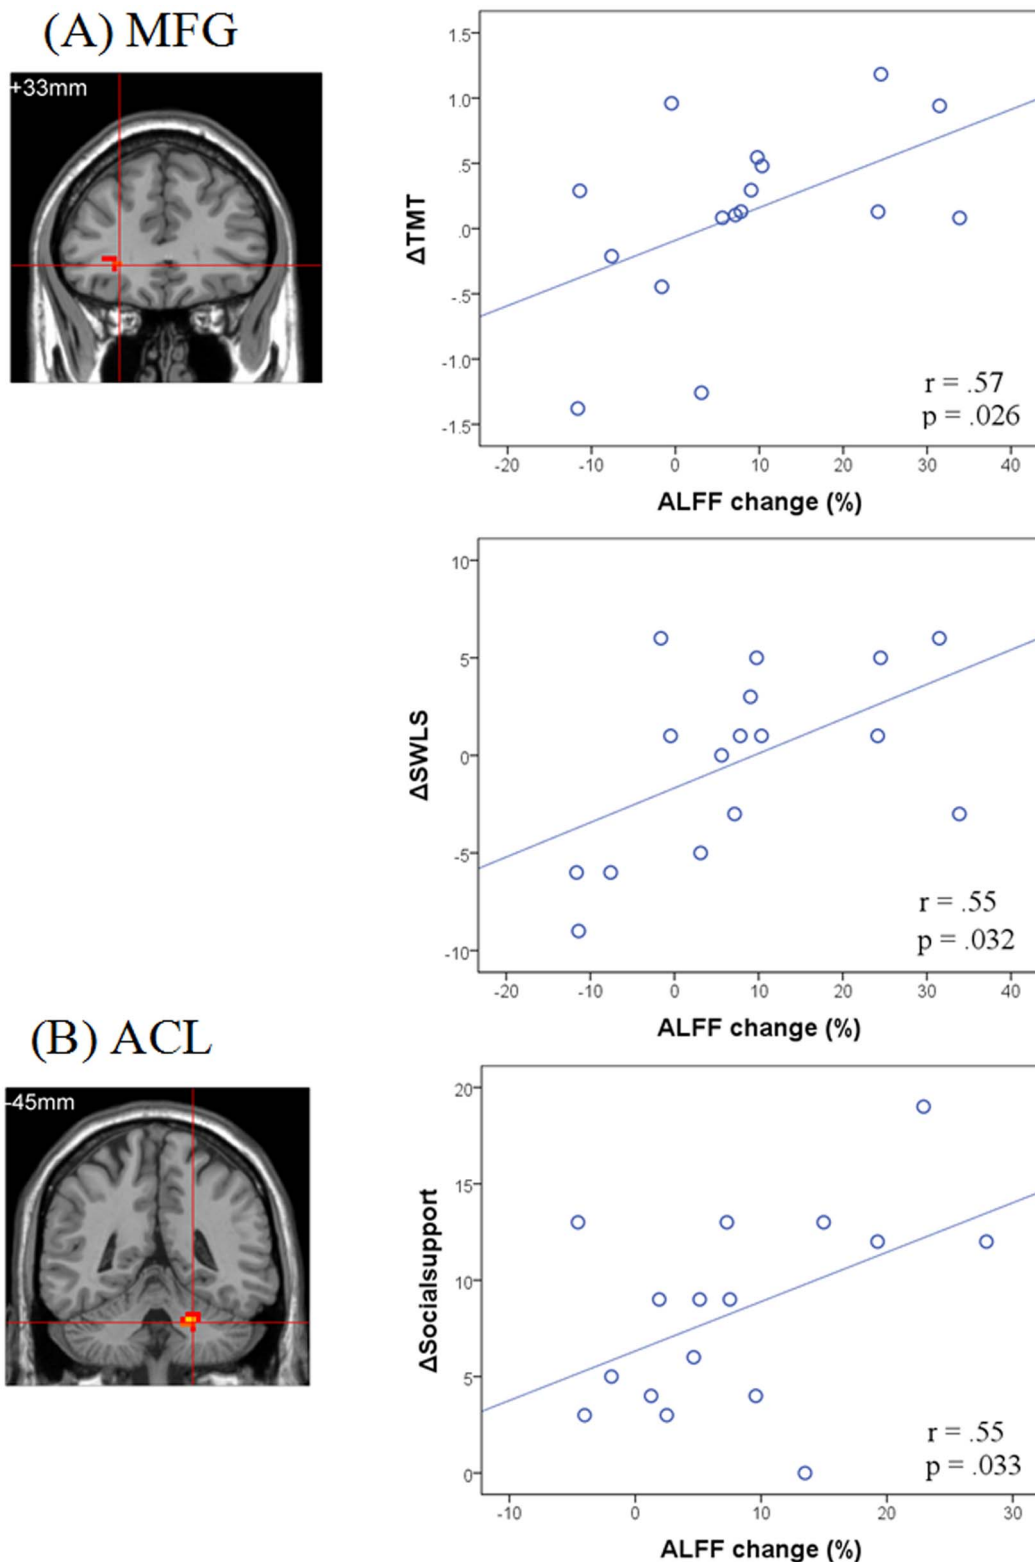 (A) MFG
+33mm
1.5
1.0
.5
.0
-.5
-1.0
-1.5
ΔTMT
r = .57
p = .026
-20 -10 0 10 20 30 40
ALFF change (%)
10
5
0
-5
-10
ΔSWLS
r = .55
p = .032
-20 -10 0 10 20 30 40
ALFF change (%)
(B) ACL
-45mm
20
15
10
5
0
ΔSocialsupport
r = .55
p = .033
-10 0 10 20 30
ALFF change (%)